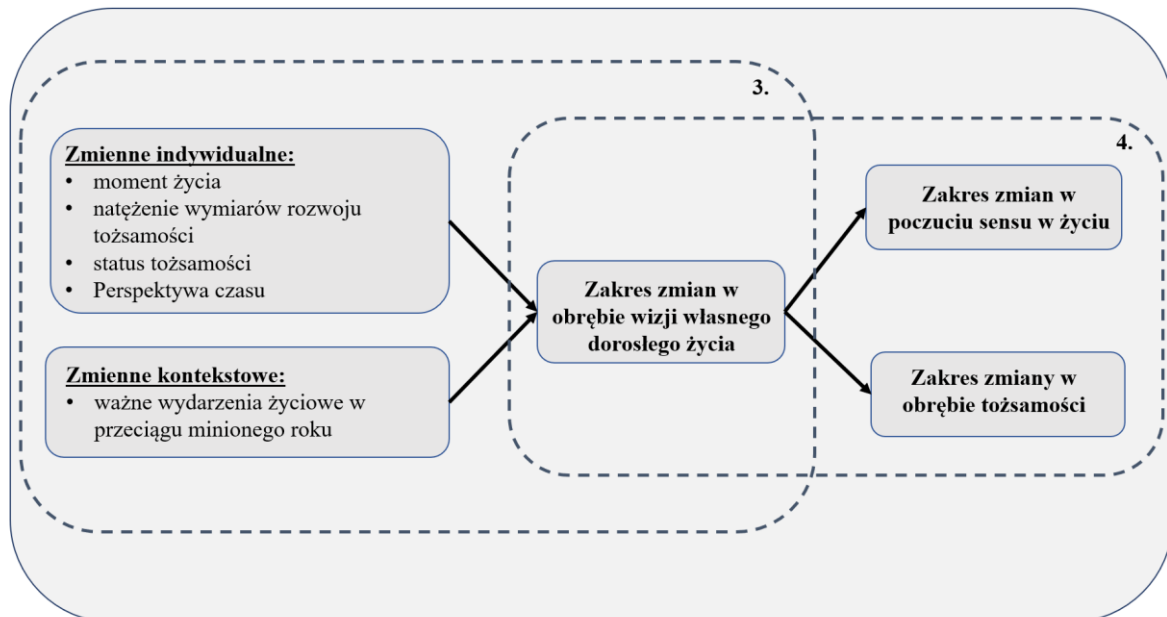 3.
4.
Zmienne indywidualne:
• moment życia
• natężenie wymiarów rozwoju
tożsamości
• status tożsamości
• Perspektywa czasu
Zmienne kontekstowe:
• ważne wydarzenia życiowe w
przeciągu minionego roku
Zakres zmian w
obrębie wizji własnego
dorosłego życia
Zakres zmian w
poczuciu sensu w życiu
Zakres zmiany w
obrębie tożsamości